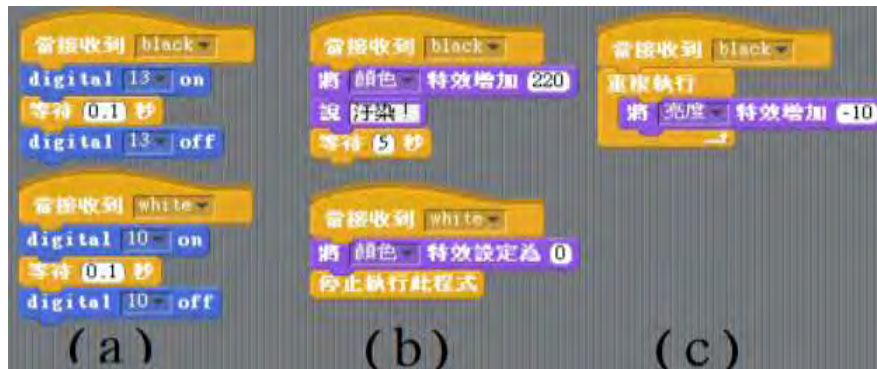 當接收到 black
digital 13 on
等待 0.1 秒
digital 13 off
當接收到 white
digital 10 on
等待 0.1 秒
digital 10 off
(a)
當接收到 black
將 顏色 特效增加 220
說 汙染!
等待 5 秒
當接收到 white
將 顏色 特效設定為 0
停止執行此程式
(b)
當接收到 black
重複執行
將 亮度 特效增加 -10
(c)